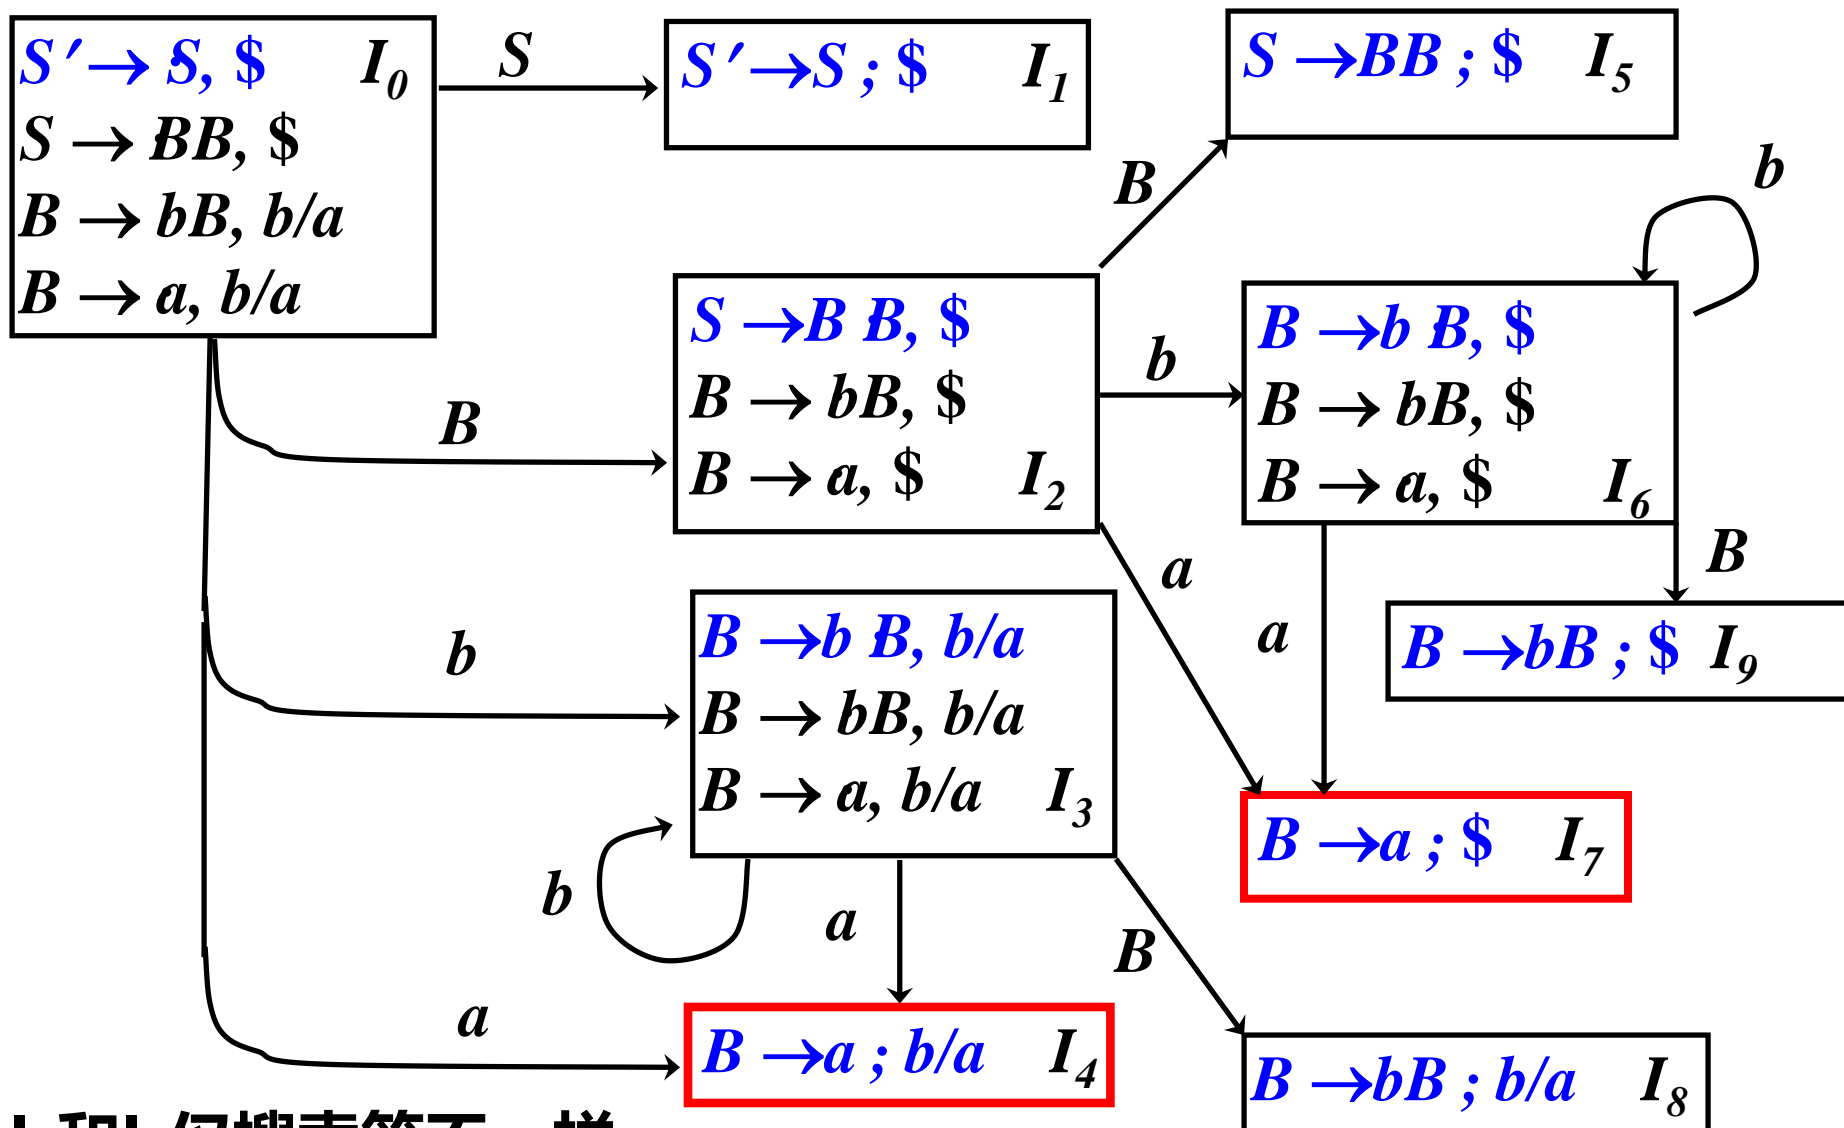 S′→ ·S, $ I0
S → ·BB, $
B → ·bB, b/a
B → ·a, b/a
S
S′→S ; $ I1
S →BB ; $ I5
B
b
S →B ·B, $
B → ·bB, $
B → ·a, $ I2
b
B →b ·B, $
B → ·bB, $
B → ·a, $ I6
B
a
a
B
B →bB ; $ I9
b
B →b ·B, b/a
B → ·bB, b/a
B → ·a, b/a I3
B →a ; $ I7
b
a
B
a
B →a ; b/a I4
B →bB ; b/a I8